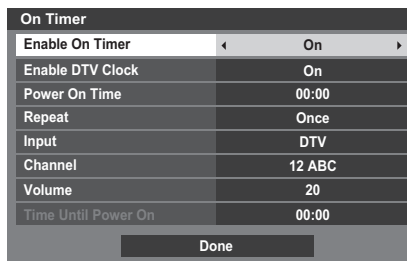 On Timer
Enable On Timer On
Enable DTV Clock On
Power On Time 00:00
Repeat Once
Input DTV
Channel 12 ABC
Volume 20
Time Until Power On 00:00
Done